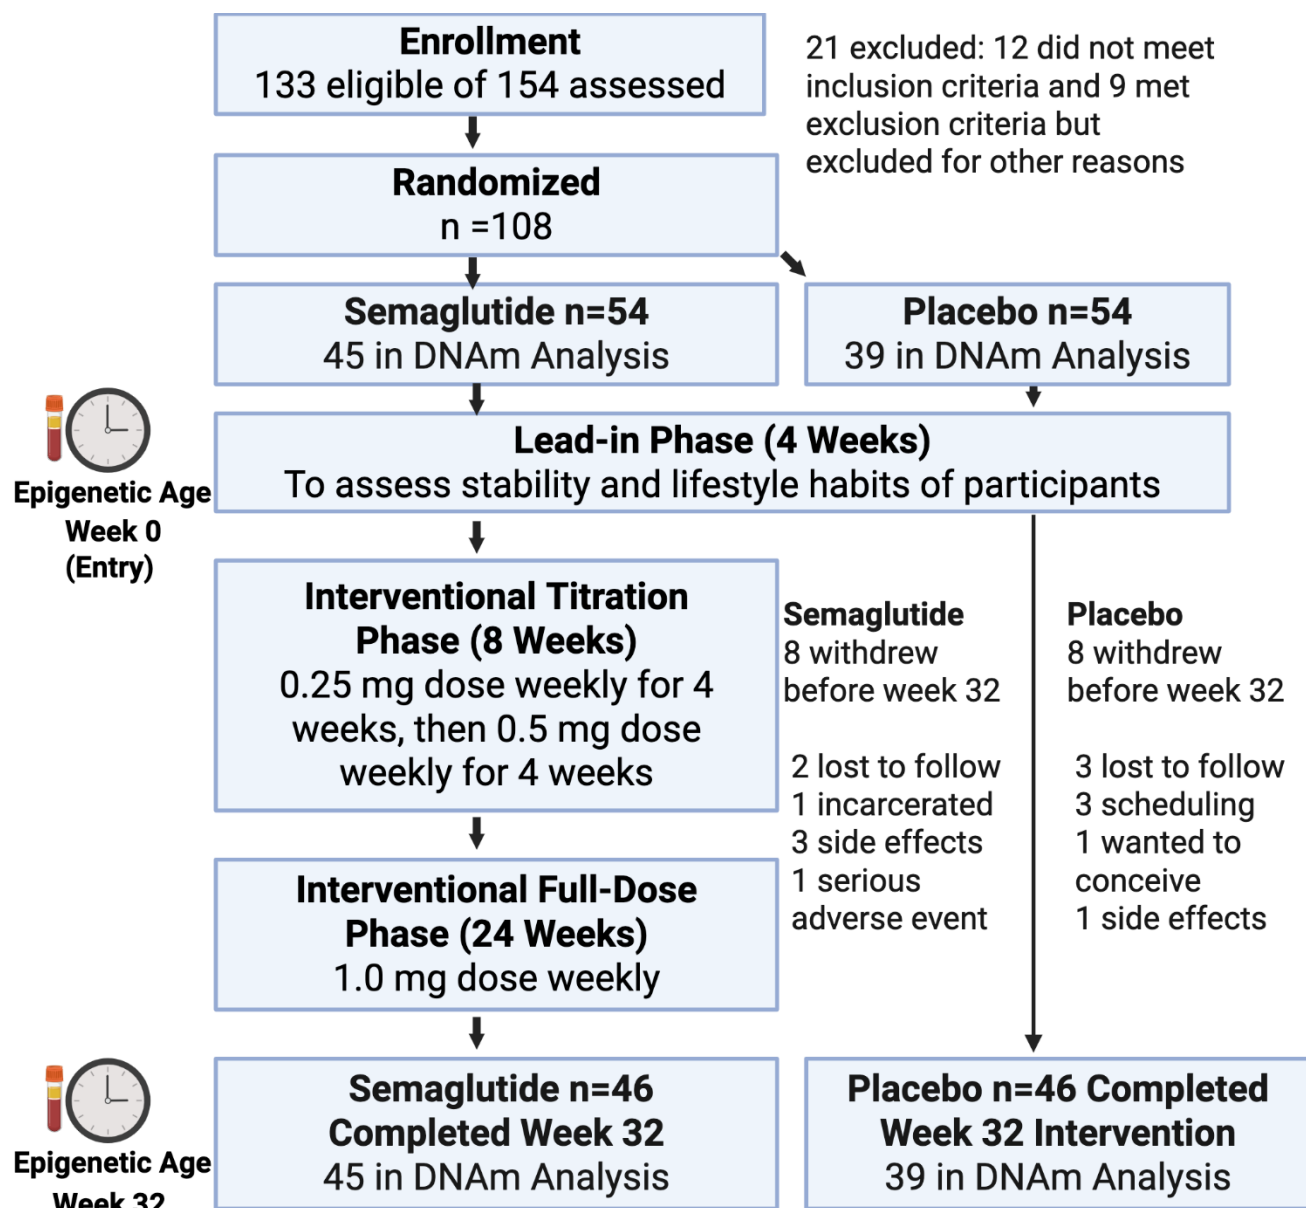 Enrollment
133 eligible of 154 assessed
21 excluded: 12 did not meet
inclusion criteria and 9 met
exclusion criteria but
excluded for other reasons
Randomized
n =108
Semaglutide n=54
45 in DNAm Analysis
Placebo n=54
39 in DNAm Analysis
Epigenetic Age
Week 0
(Entry)
Lead-in Phase (4 Weeks)
To assess stability and lifestyle habits of participants
Interventional Titration
Phase (8 Weeks)
0.25 mg dose weekly for 4
weeks, then 0.5 mg dose
weekly for 4 weeks
Semaglutide
8 withdrew
before week 32
2 lost to follow
1 incarcerated
3 side effects
1 serious
adverse event
Placebo
8 withdrew
before week 32
3 lost to follow
3 scheduling
1 wanted to
conceive
1 side effects
Interventional Full-Dose
Phase (24 Weeks)
1.0 mg dose weekly
Epigenetic Age
Week 32
Semaglutide n=46
Completed Week 32
45 in DNAm Analysis
Placebo n=46 Completed
Week 32 Intervention
39 in DNAm Analysis